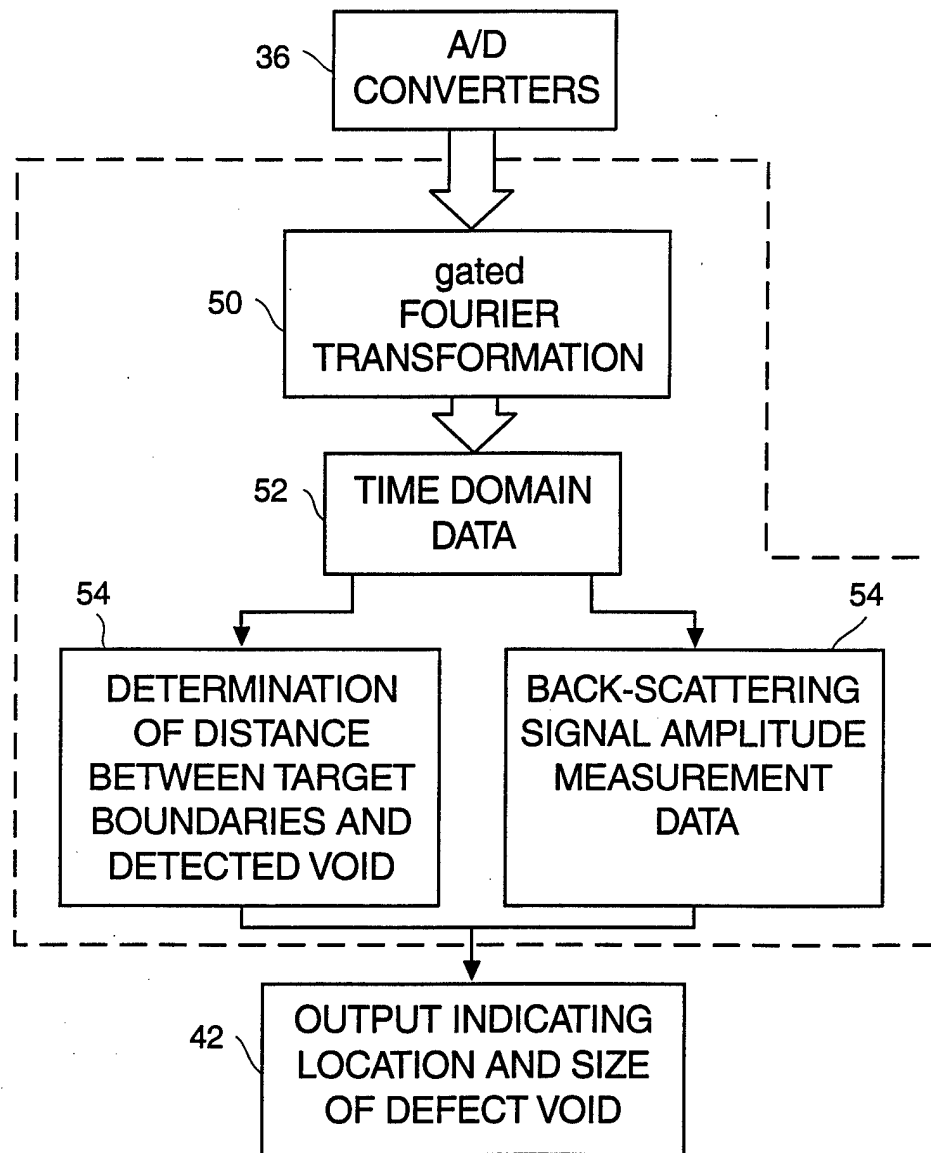 36
A/D
CONVERTERS
50
gated
FOURIER
TRANSFORMATION
52
TIME DOMAIN
DATA
54
DETERMINATION
OF DISTANCE
BETWEEN TARGET
BOUNDARIES AND
DETECTED VOID
54
BACK-SCATTERING
SIGNAL AMPLITUDE
MEASUREMENT
DATA
42
OUTPUT INDICATING
LOCATION AND SIZE
OF DEFECT VOID